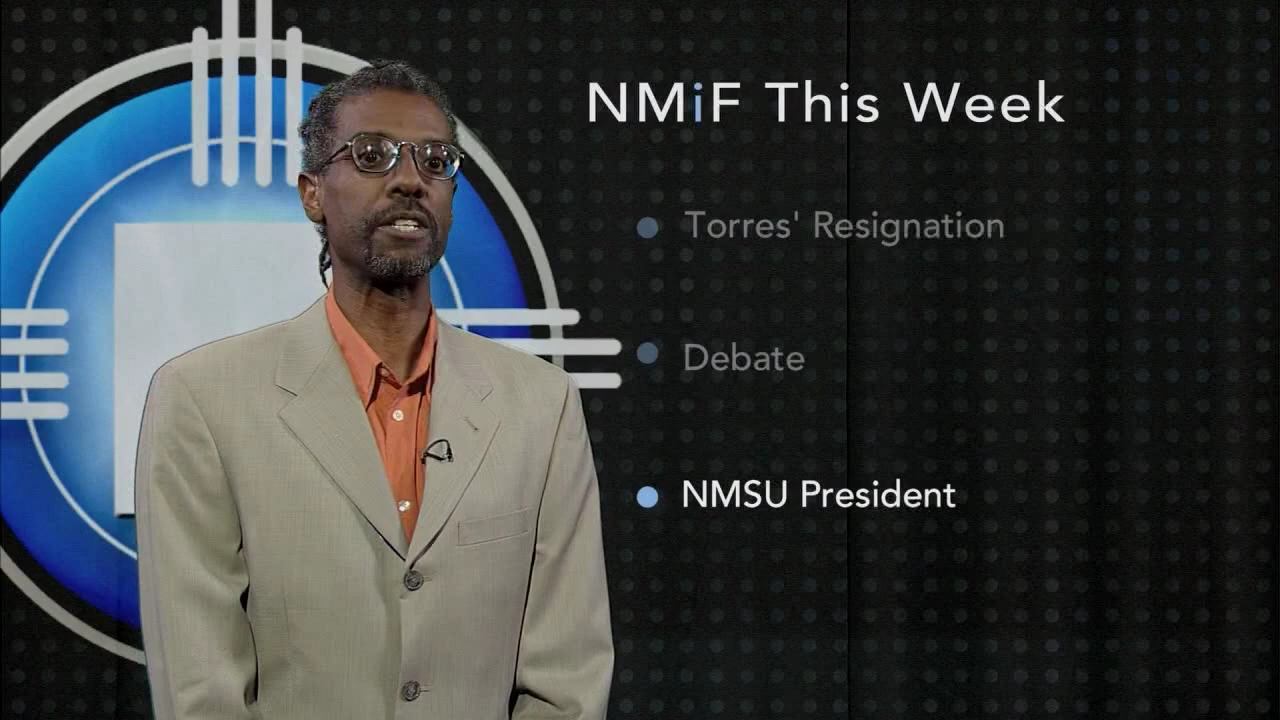 NMiF This Week
Torres' Resignation
Debate
NMSU President